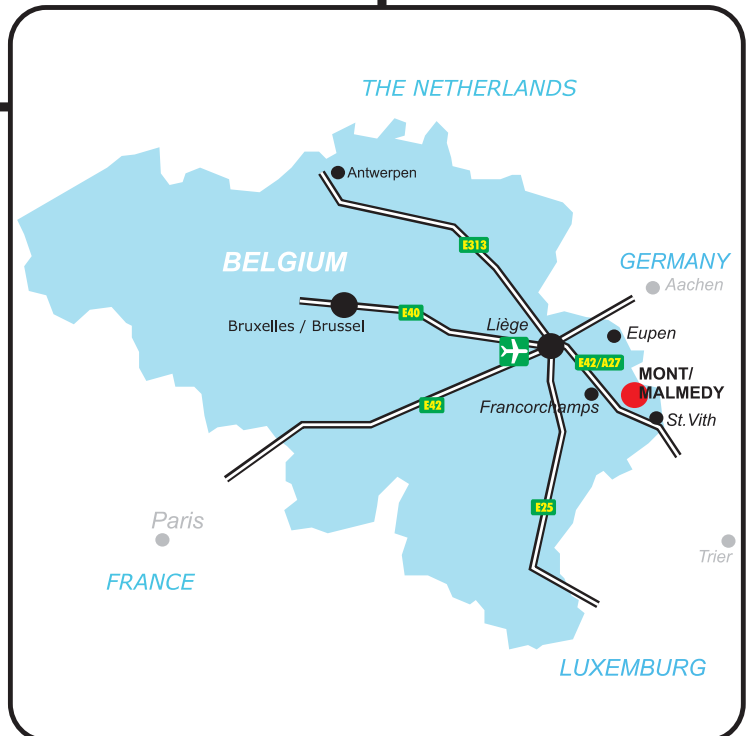 THE NETHERLANDS
Antwerpen
E313
BELGIUM
GERMANY
Aachen
Bruxelles / Brussel
E40
Liège
Eupen
E42/A27
MONT/
MALMEDY
Francorchamps
E42
St.Vith
E25
Paris
Trier
FRANCE
LUXEMBURG